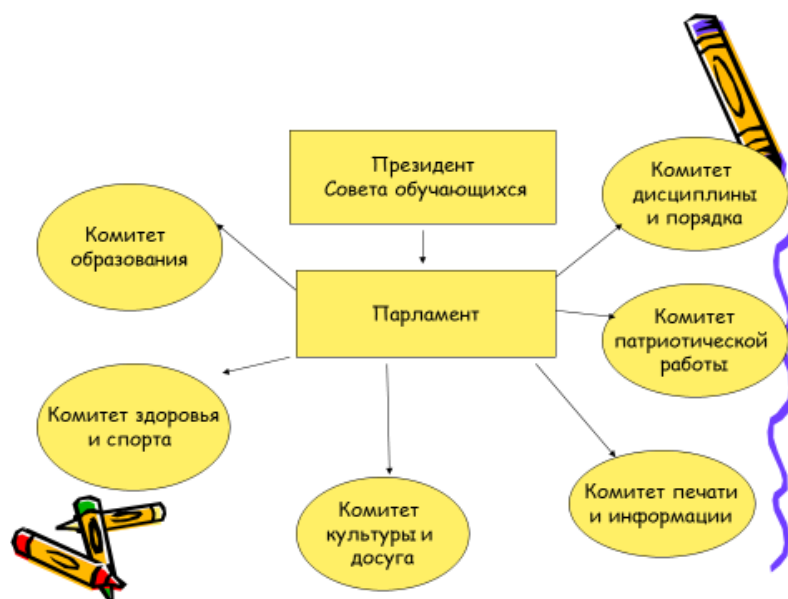 Президент
Совета обучающихся
Комитет
дисциплины
и порядка
Комитет
образования
Парламент
Комитет
патриотической
работы
Комитет здоровья
и спорта
Комитет
культуры и
досуга
Комитет печати
и информации